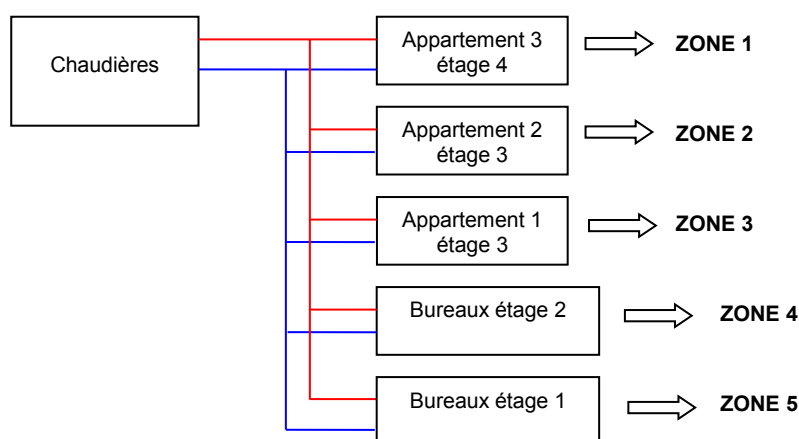 Chaudières
Appartement 3
étage 4
ZONE 1
Appartement 2
étage 3
ZONE 2
Appartement 1
étage 3
ZONE 3
Bureaux étage 2
ZONE 4
Bureaux étage 1
ZONE 5